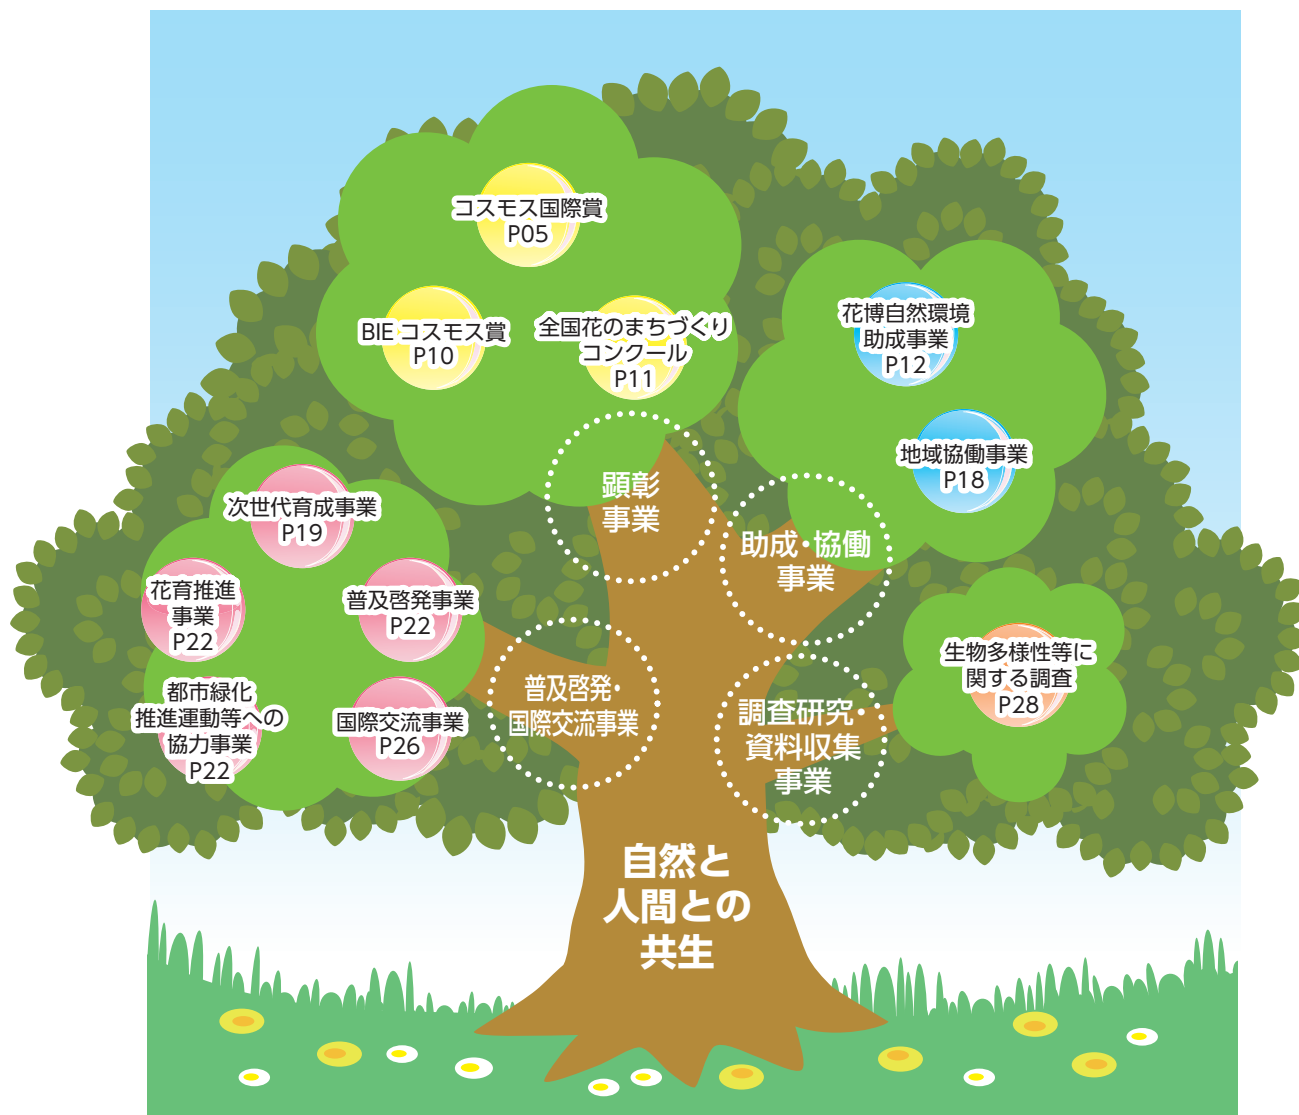 コスモス国際賞
P05
BIE コスモス賞
P10
全国花のまちづくり
コンクール
P11
花博自然環境
助成事業
P12
地域協働事業
P18
顕彰
事業
助成・協働
事業
次世代育成事業
P19
花育推進
事業
P22
普及啓発事業
P22
都市緑化
推進運動等への
協力事業
P22
国際交流事業
P26
普及啓発・
国際交流事業
調査研究・
資料収集
事業
生物多様性等に
関する調査
P28
自然と
人間との
共生